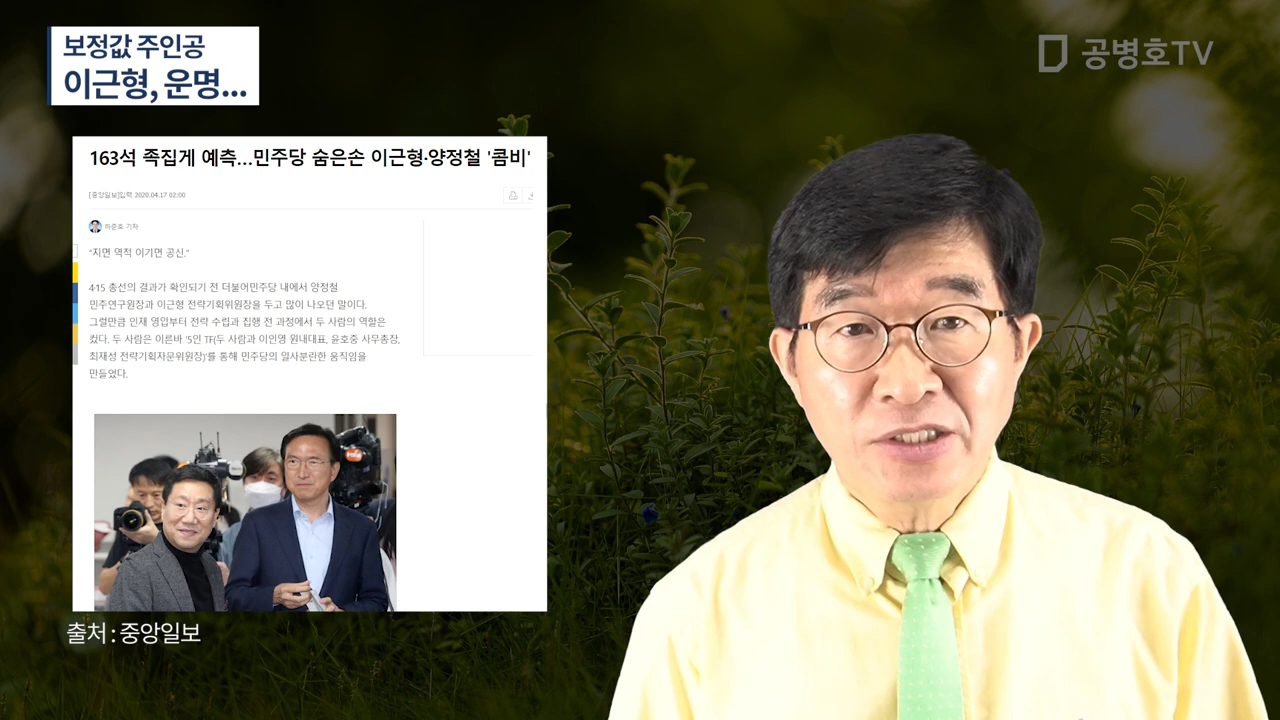 보정값 주인공
이근형, 운명...
공병호TV
163석 족집게 예측...민주당 숨은손 이근형·양정철 '콤비'
[중앙일보]입력 2020.04.17 02:00
하준호 기자
"지면 역적 이기면 공신."
4·15 총선의 결과가 확인되기 전 더불어민주당 내에서 양정철
민주연구원장과 이근형 전략기획위원장을 두고 많이 나오던 말이다.
그럴만큼 인재 영입부터 전략 수립과 집행 전 과정에서 두 사람의 역할은
컸다. 두 사람은 이른바 '5인 TF(두 사람과 이인영 원내대표, 윤호중 사무총장,
최재성 전략기획자문위원장)'를 통해 민주당의 일사분란한 움직임을
만들었다.
출처 : 중앙일보